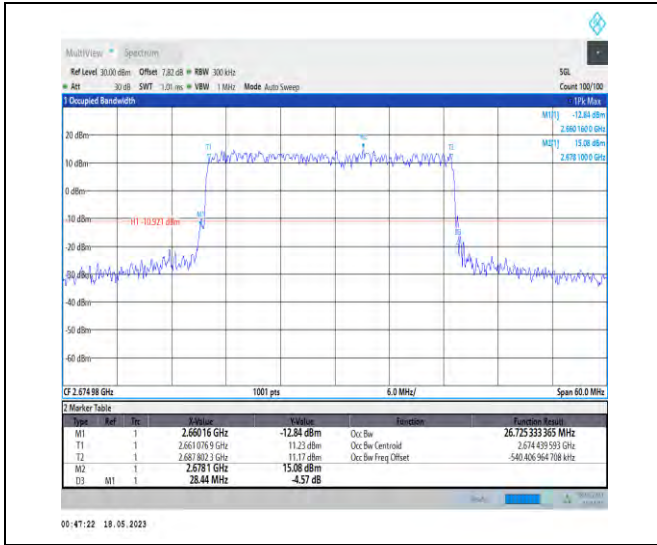 MultiView Spectrum
Ref Level 30.00 dBm Offset 7.82 dB RBW 300 kHz SGL
Att 30 dB SWT 1.01 ms VBW 1 MHz Mode Auto Sweep Count 100/100
1 Occupied Bandwidth 1Pk Max
M1[1] -12.84 dBm
2.660 160 0 GHz
M2[1] 15.08 dBm
2.678 100 0 GHz
20 dBm
T1 M2 T2
10 dBm
0 dBm
-10 dBm
M1
H1 -10.921 dBm
D3
-20 dBm
-30 dBm
-40 dBm
-50 dBm
-60 dBm
CF 2.674 98 GHz 1001 pts 6.0 MHz/ Span 60.0 MHz
2 Marker Table
Type Ref Trc X-Value Y-Value Function Function Result
M1 1 2.660 16 GHz -12.84 dBm Occ Bw 26.725 333 365 MHz
T1 1 2.661 076 9 GHz 11.23 dBm Occ Bw Centroid 2.674 439 593 GHz
T2 1 2.687 802 3 GHz 11.17 dBm Occ Bw Freq Offset -540.406 964 708 kHz
M2 1 2.678 1 GHz 15.08 dBm
D3 M1 1 28.44 MHz -4.57 dB
00:47:22 18.05.2023